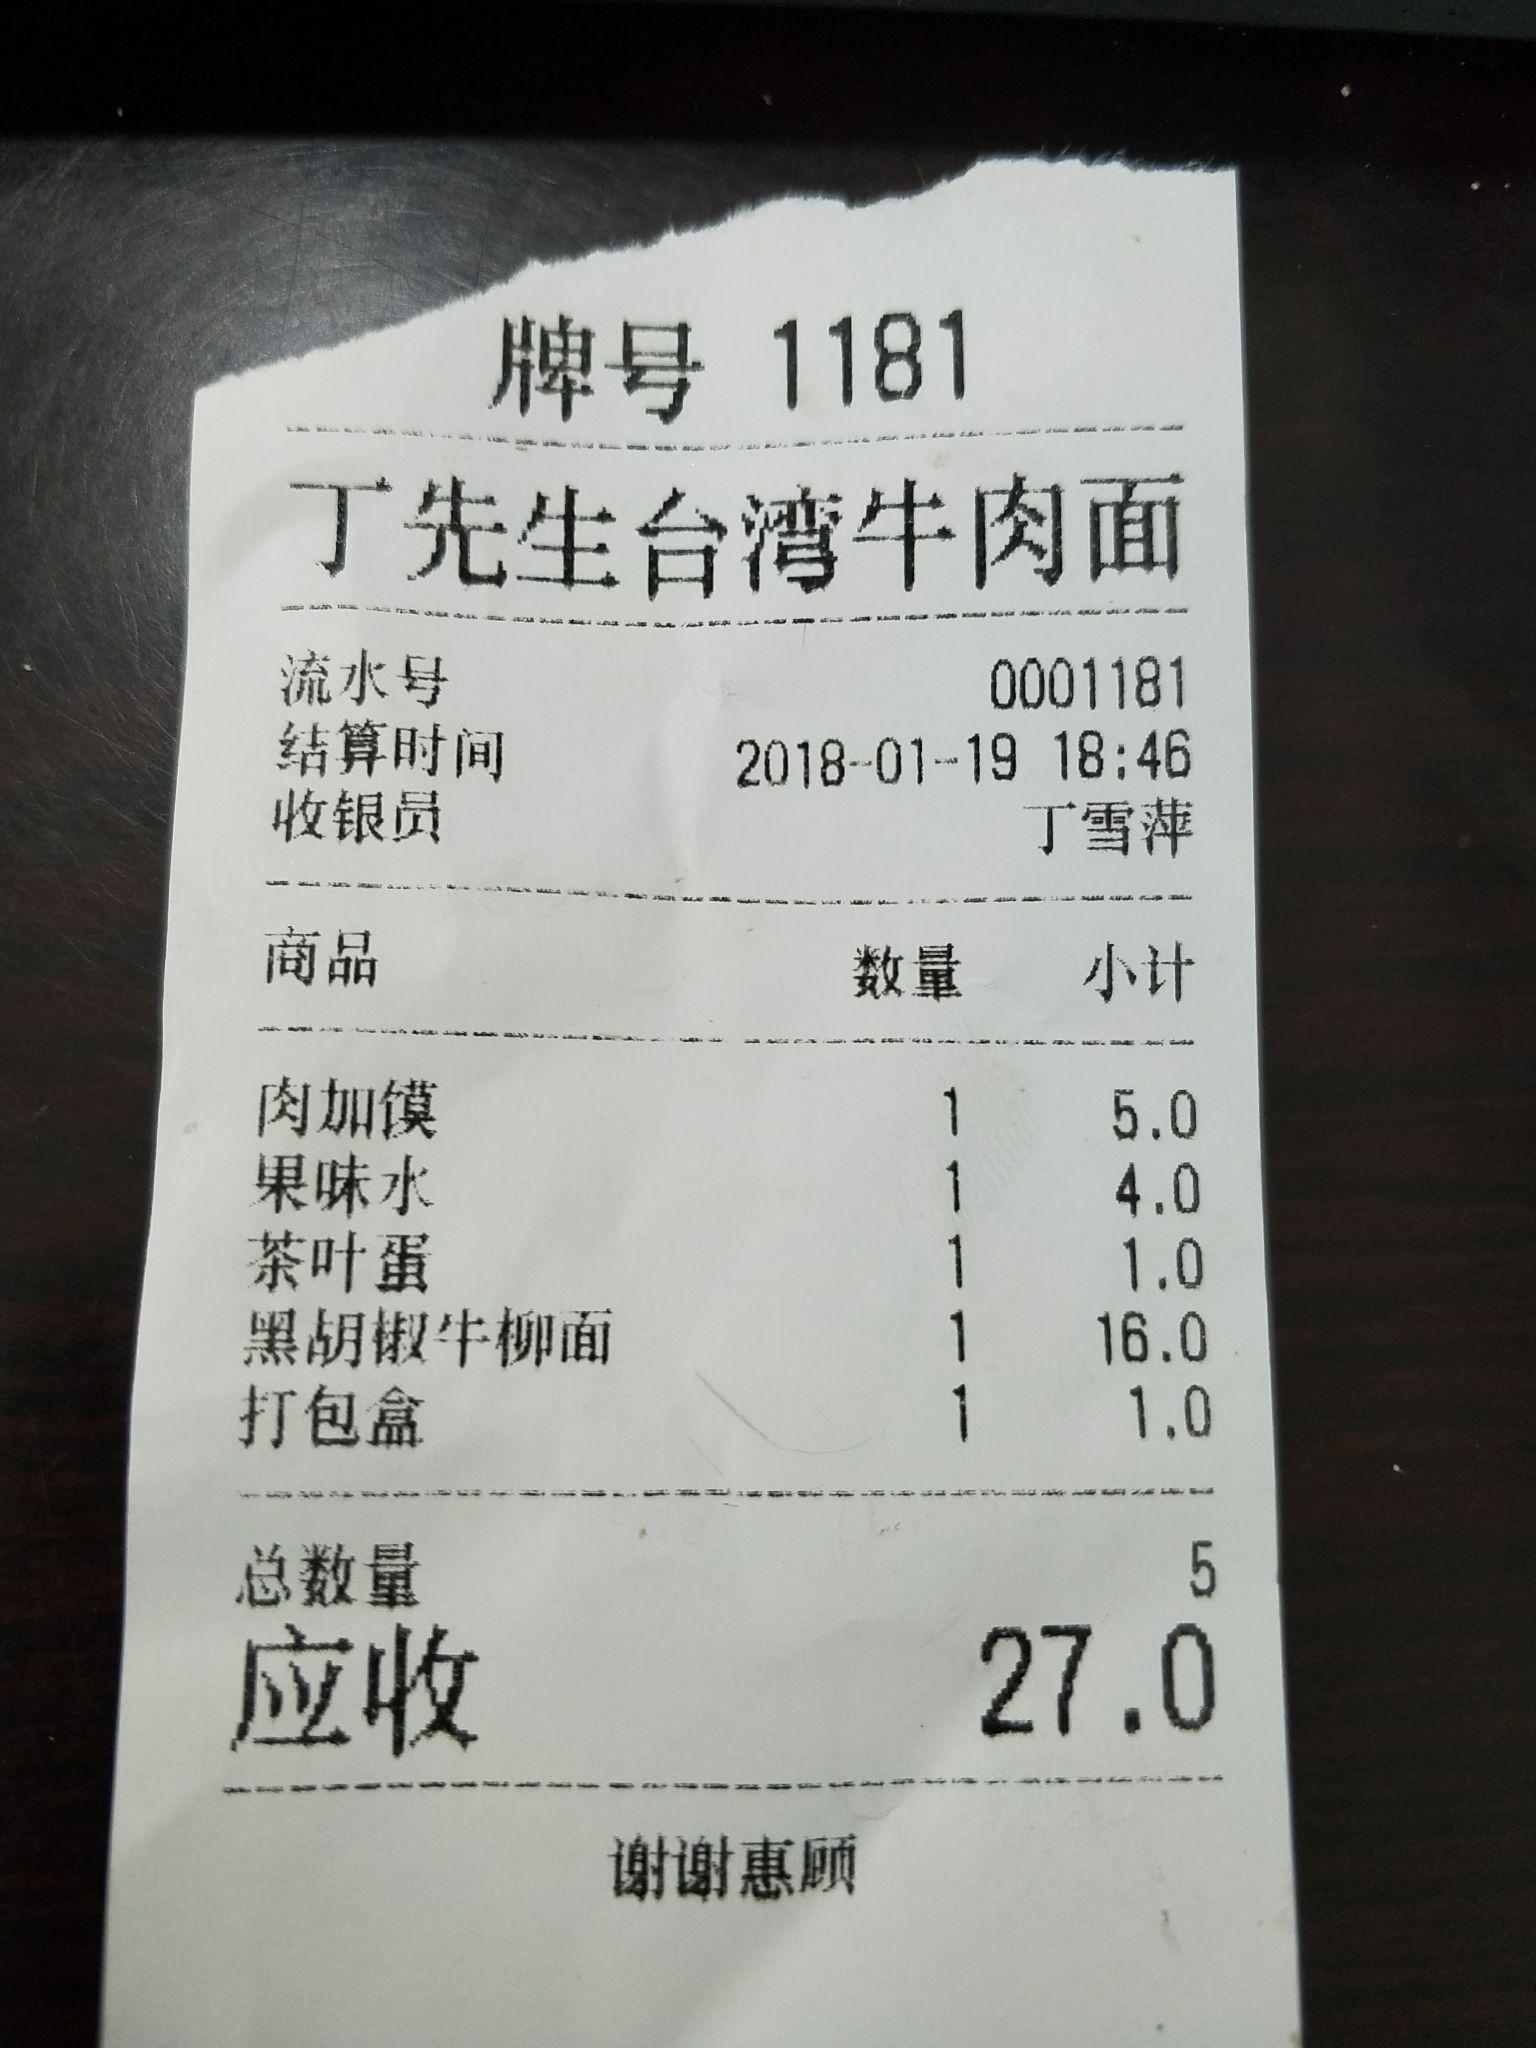 牌号 1181
丁先生台湾牛肉面
流水号 0001181
结算时间 2018-01-19 18:46
收银员 丁雪萍
商品 数量 小计
肉加馍 1 5.0
果味水 1 4.0
茶叶蛋 1 1.0
黑胡椒牛柳面 1 16.0
打包盒 1 1.0
总数量 5
应收 27.0
谢谢惠顾